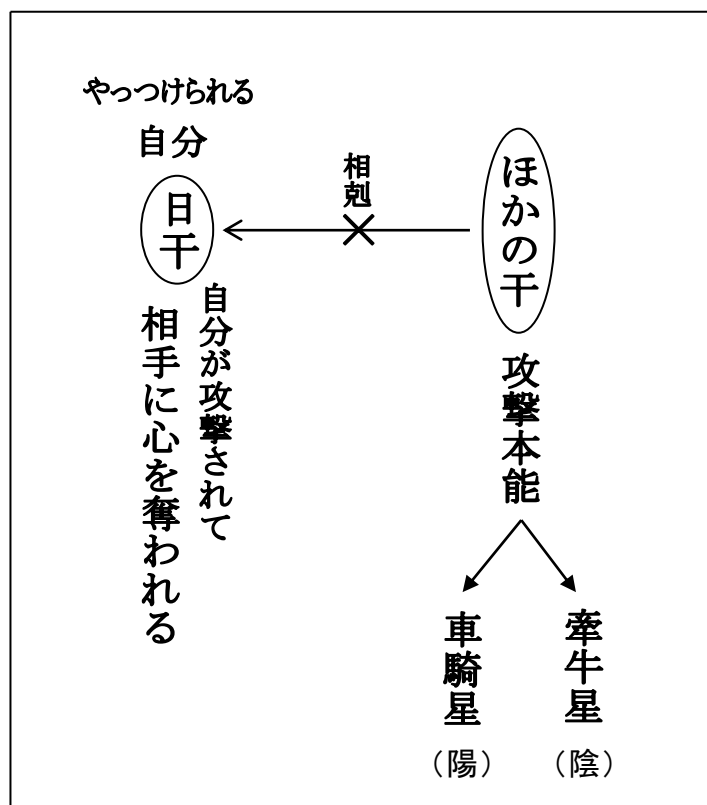 やっつけられる
自分
日干
相剋
ほかの干
自分が攻撃されて
相手に心を奪われる
攻撃本能
牽牛星
（陰）
車騎星
（陽）